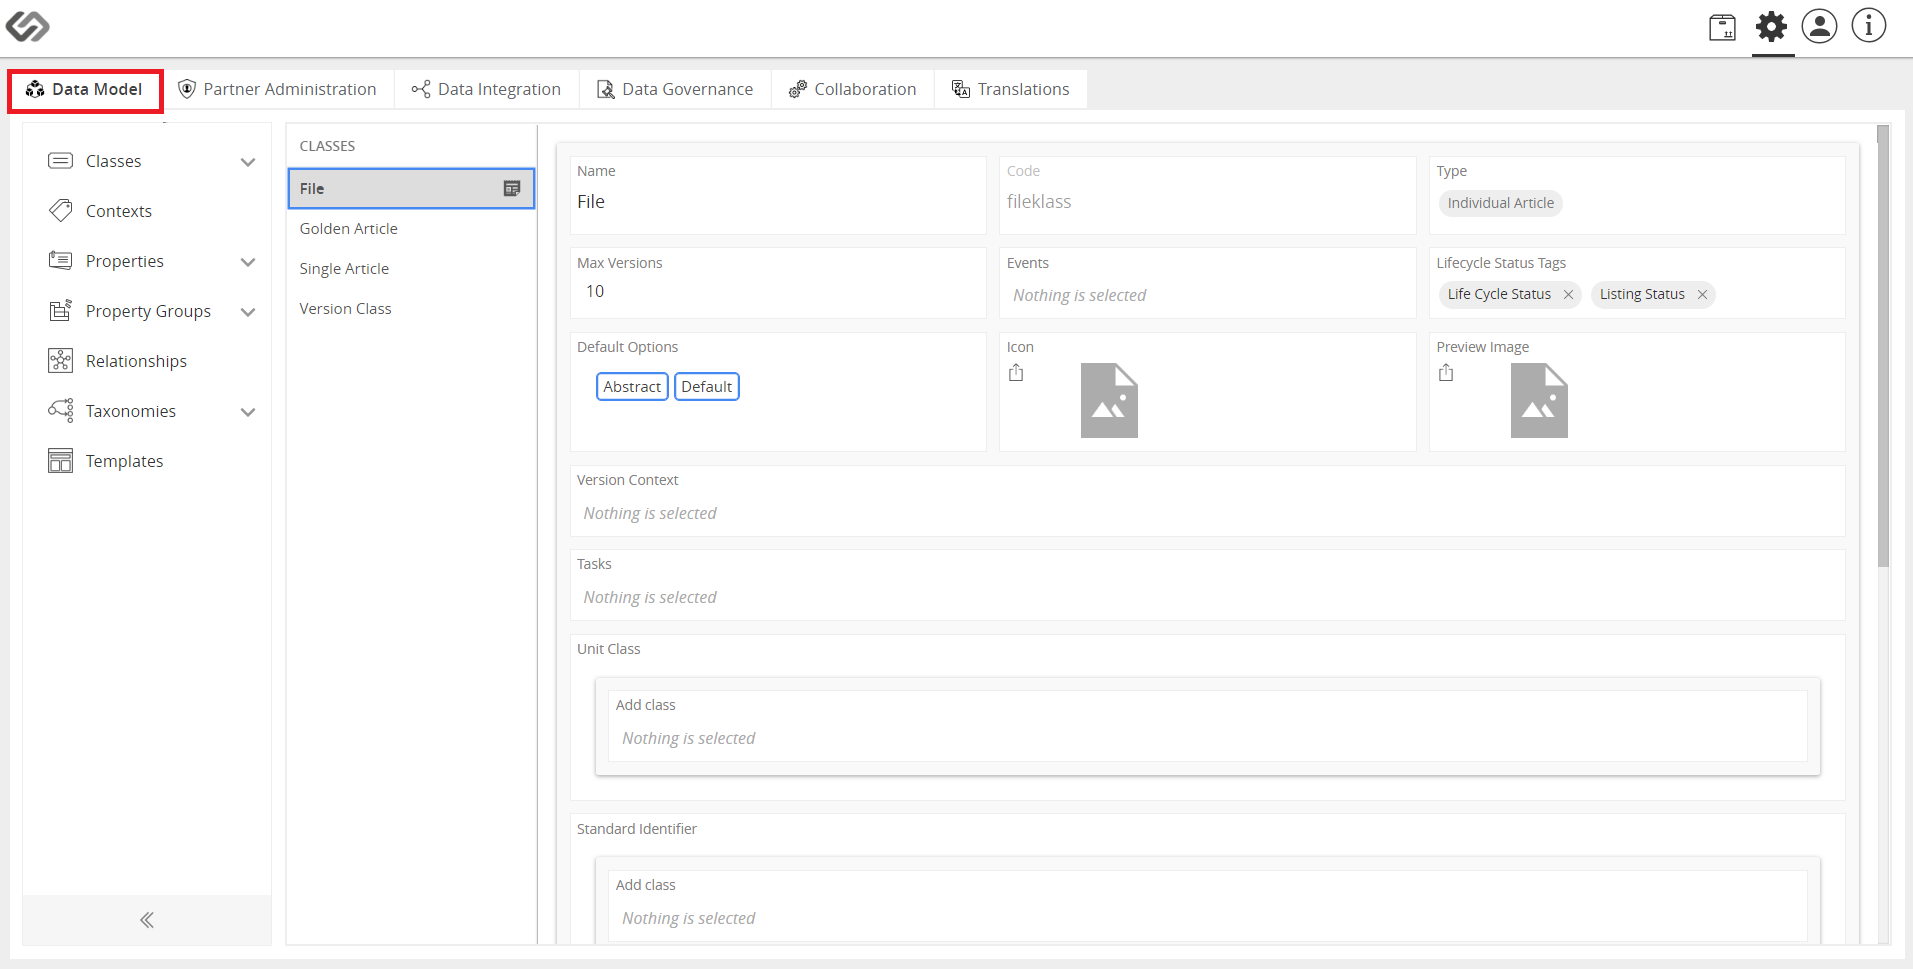 Data Model Partner Administration Data Integration Data Governance Collaboration Translations
Classes
Contexts
Properties
Property Groups
Relationships
Taxonomies
Templates
CLASSES
File
Golden Article
Single Article
Version Class
Name
File
Code
fileklass
Type
Individual Article
Max Versions
10
Events
Nothing is selected
Lifecycle Status Tags
Life Cycle Status Listing Status
Default Options
Abstract Default
Icon
Preview Image
Version Context
Nothing is selected
Tasks
Nothing is selected
Unit Class
Add class
Nothing is selected
Standard Identifier
Add class
Nothing is selected